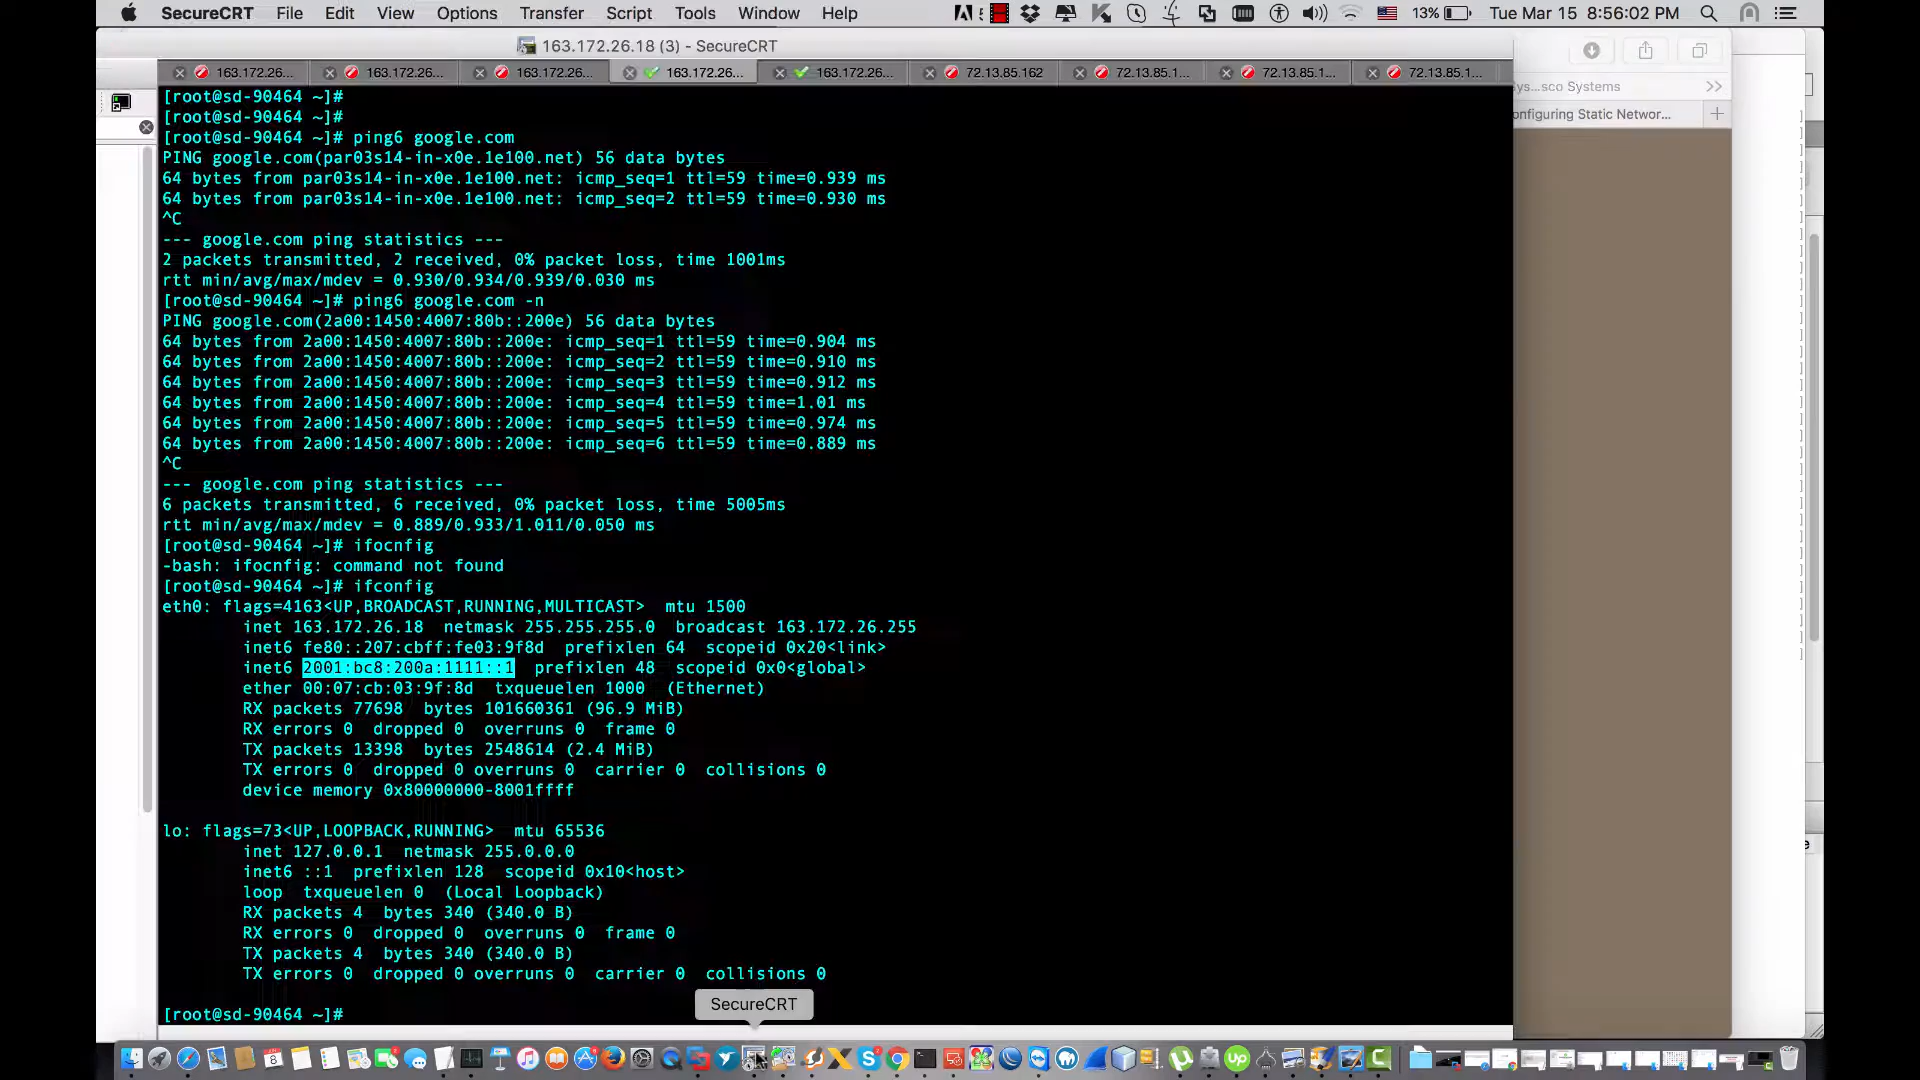 SecureCRT File Edit View Options Transfer Script Tools Window Help 13% Tue Mar 15 8:56:02 PM
163.172.26.18 (3) - SecureCRT
163.172.26... 163.172.26... 163.172.26... 163.172.26... 163.172.26... 72.13.85.162 72.13.85.1... 72.13.85.1... 72.13.85.1...
Sys...sco Systems
onfiguring Static Networ...
[root@sd-90464 ~]#
[root@sd-90464 ~]#
[root@sd-90464 ~]# ping6 google.com
PING google.com(par03s14-in-x0e.1e100.net) 56 data bytes
64 bytes from par03s14-in-x0e.1e100.net: icmp_seq=1 ttl=59 time=0.939 ms
64 bytes from par03s14-in-x0e.1e100.net: icmp_seq=2 ttl=59 time=0.930 ms
^C
--- google.com ping statistics ---
2 packets transmitted, 2 received, 0% packet loss, time 1001ms
rtt min/avg/max/mdev = 0.930/0.934/0.939/0.030 ms
[root@sd-90464 ~]# ping6 google.com -n
PING google.com(2a00:1450:4007:80b::200e) 56 data bytes
64 bytes from 2a00:1450:4007:80b::200e: icmp_seq=1 ttl=59 time=0.904 ms
64 bytes from 2a00:1450:4007:80b::200e: icmp_seq=2 ttl=59 time=0.910 ms
64 bytes from 2a00:1450:4007:80b::200e: icmp_seq=3 ttl=59 time=0.912 ms
64 bytes from 2a00:1450:4007:80b::200e: icmp_seq=4 ttl=59 time=1.01 ms
64 bytes from 2a00:1450:4007:80b::200e: icmp_seq=5 ttl=59 time=0.974 ms
64 bytes from 2a00:1450:4007:80b::200e: icmp_seq=6 ttl=59 time=0.889 ms
^C
--- google.com ping statistics ---
6 packets transmitted, 6 received, 0% packet loss, time 5005ms
rtt min/avg/max/mdev = 0.889/0.933/1.011/0.050 ms
[root@sd-90464 ~]# ifocnfig
-bash: ifocnfig: command not found
[root@sd-90464 ~]# ifconfig
eth0: flags=4163<UP,BROADCAST,RUNNING,MULTICAST> mtu 1500
inet 163.172.26.18 netmask 255.255.255.0 broadcast 163.172.26.255
inet6 fe80::207:cbff:fe03:9f8d prefixlen 64 scopeid 0x20<link>
inet6 2001:bc8:200a:1111::1 prefixlen 48 scopeid 0x0<global>
ether 00:07:cb:03:9f:8d txqueuelen 1000 (Ethernet)
RX packets 77698 bytes 101660361 (96.9 MiB)
RX errors 0 dropped 0 overruns 0 frame 0
TX packets 13398 bytes 2548614 (2.4 MiB)
TX errors 0 dropped 0 overruns 0 carrier 0 collisions 0
device memory 0x80000000-8001ffff
lo: flags=73<UP,LOOPBACK,RUNNING> mtu 65536
inet 127.0.0.1 netmask 255.0.0.0
inet6 ::1 prefixlen 128 scopeid 0x10<host>
loop txqueuelen 0 (Local Loopback)
RX packets 4 bytes 340 (340.0 B)
RX errors 0 dropped 0 overruns 0 frame 0
TX packets 4 bytes 340 (340.0 B)
TX errors 0 dropped 0 overruns 0 carrier 0 collisions 0
[root@sd-90464 ~]#
SecureCRT